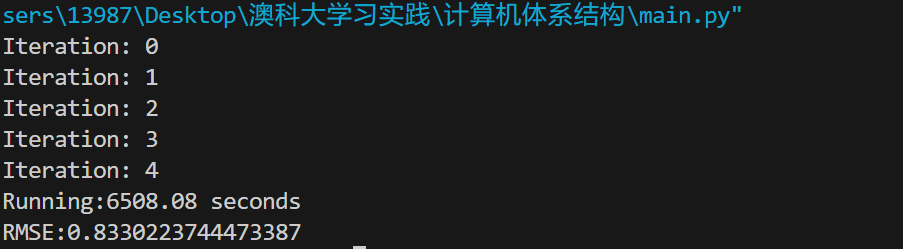 sers\13987\Desktop\澳科大学习实践\计算机体系结构\main.py"
Iteration: 0
Iteration: 1
Iteration: 2
Iteration: 3
Iteration: 4
Running:6508.08 seconds
RMSE:0.8330223744473387